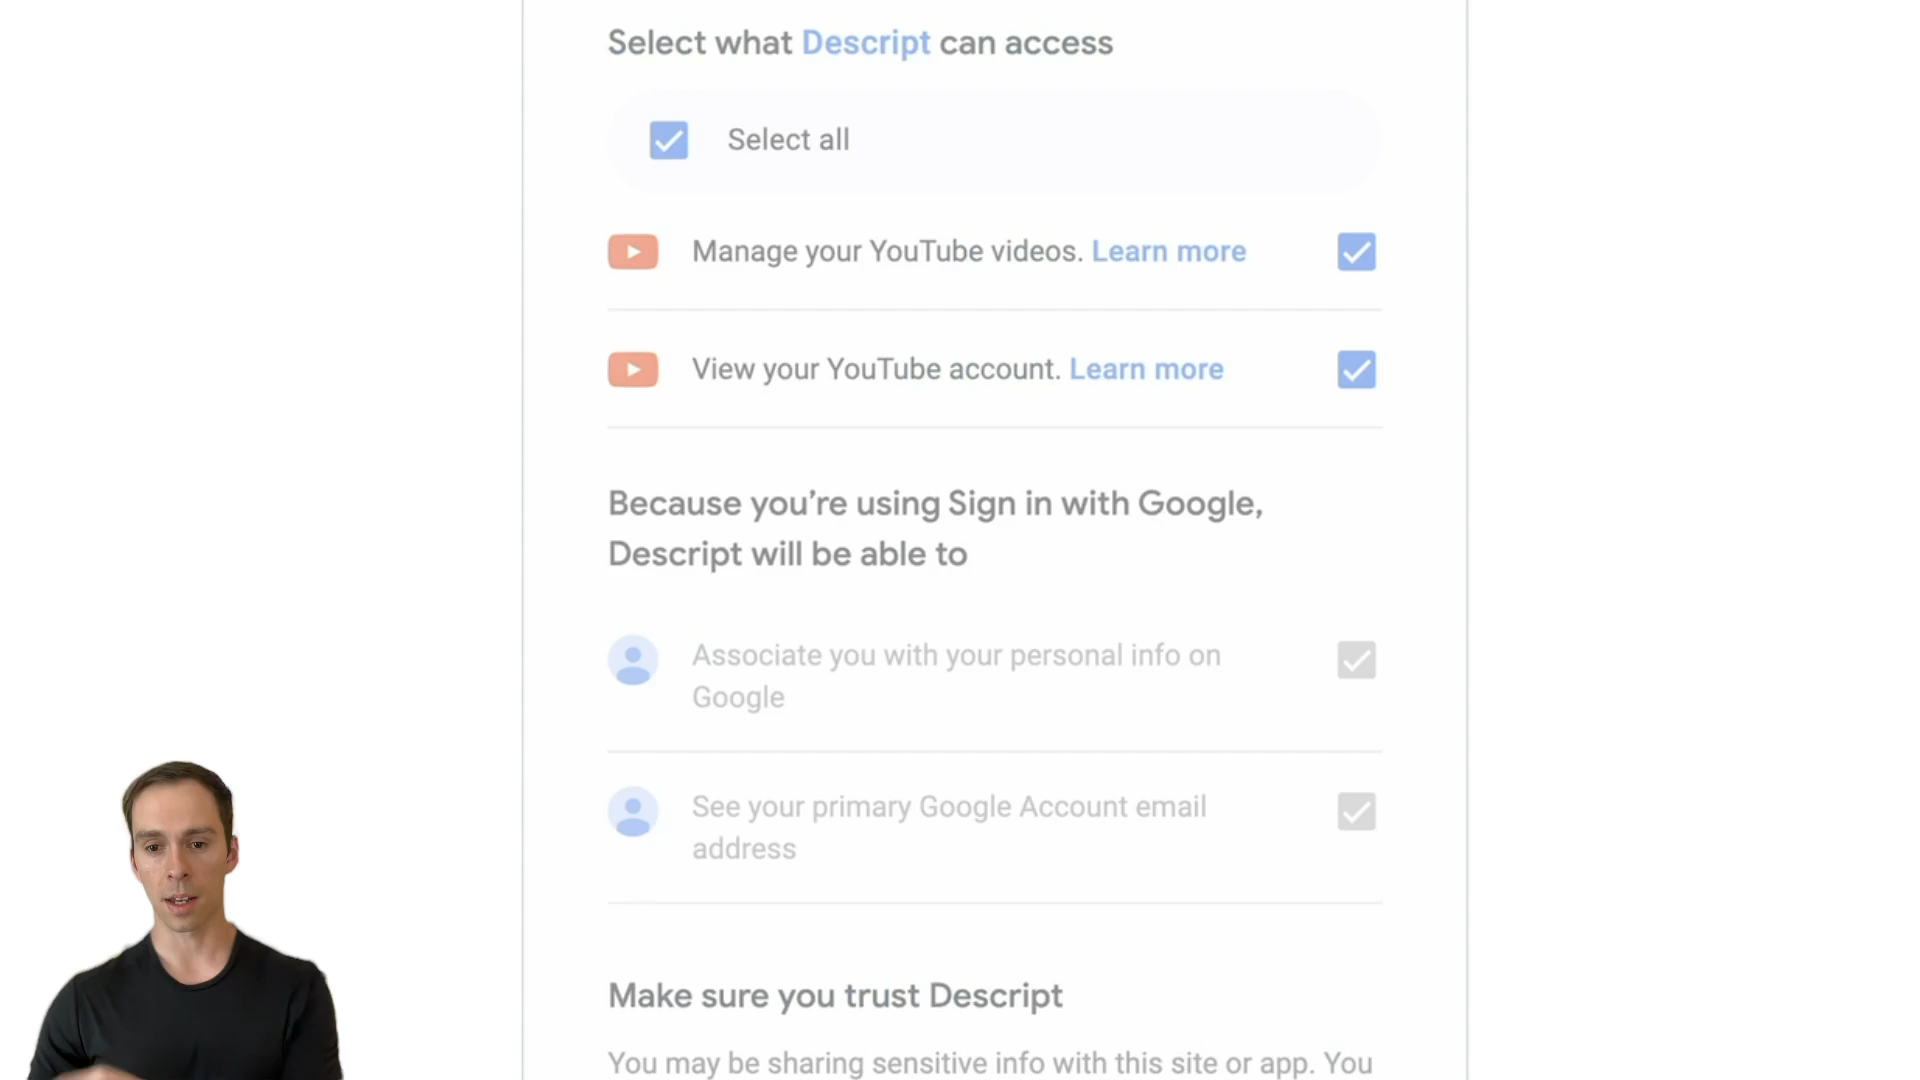 Select what Descript can access
Select all
Manage your YouTube videos. Learn more
View your YouTube account. Learn more
Because you’re using Sign in with Google,
Descript will be able to
Associate you with your personal info on
Google
See your primary Google Account email
address
Make sure you trust Descript
You may be sharing sensitive info with this site or app. You